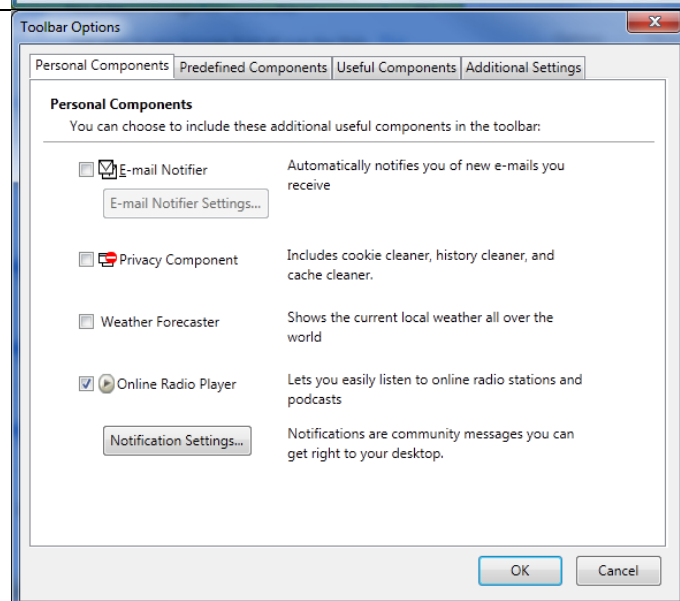 Toolbar Options
Personal Components Predefined Components Useful Components Additional Settings
Personal Components
You can choose to include these additional useful components in the toolbar:
E-mail Notifier Automatically notifies you of new e-mails you
receive
E-mail Notifier Settings...
Privacy Component Includes cookie cleaner, history cleaner, and
cache cleaner.
Weather Forecaster Shows the current local weather all over the
world
Online Radio Player Lets you easily listen to online radio stations and
podcasts
Notification Settings... Notifications are community messages you can
get right to your desktop.
OK Cancel